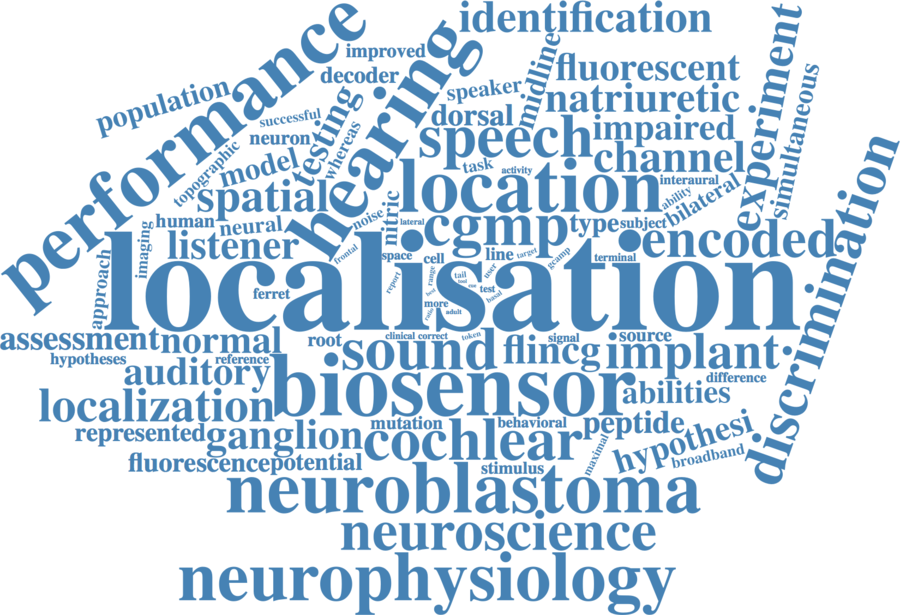 identification
performance
hearing
improved
decoder
population
speaker
midline
fluorescent
experiment
simultaneous
successful
testing
whereas
natriuretic
dorsal
neuron
speech
impaired
topographic
model
task
activity
channel
spatial
location
interaural
ability
bilateral
discrimination
human
neural
noise
nitric
lateral
cgmp
type
subject
imaging
listener
frontal
space
cell
line
target
gcamp
terminal
encoded
approach
localisation
report
range
tail
user
test
ferret
best
tool
basal
more
adult
ratio
assessment
normal
root
clinical
correct
token
signal
source
hypotheses
reference
sound
flincg
implant
auditory
biosensor
difference
abilities
localization
represented
ganglion
mutation
cochlear
behavioral
peptide
hypothesi
broadband
fluorescence
potential
stimulus
maximal
neuroblastoma
neuroscience
neurophysiology